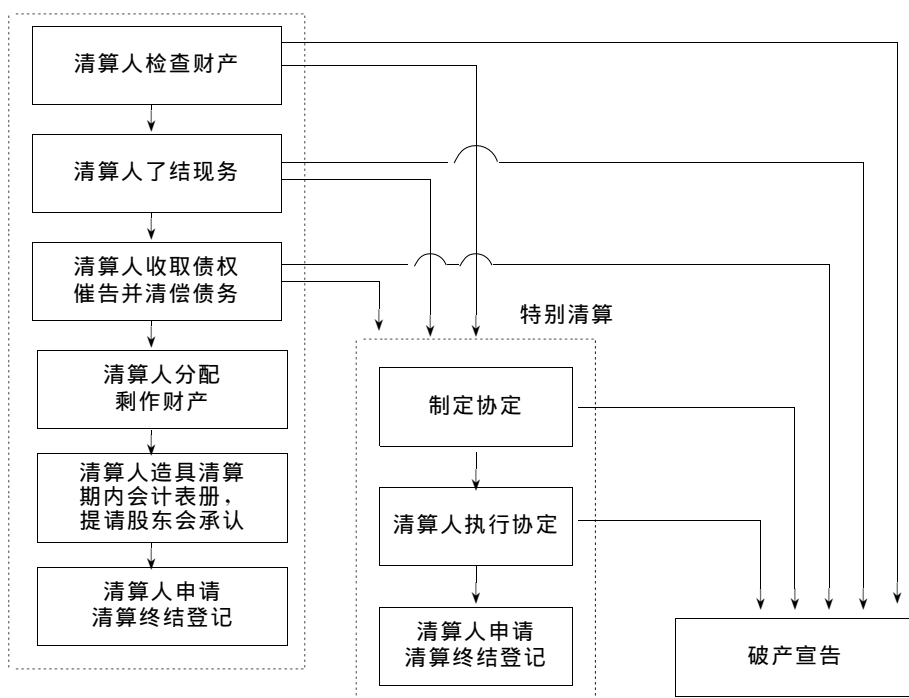 清算人检查财产
清算人了结现务
清算人收取债权
催告并清偿债务
清算人分配
剩作财产
清算人造具清算
期内会计表册，
提请股东会承认
清算人申请
清算终结登记
特别清算
制定协定
清算人执行协定
清算人申请
清算终结登记
破产宣告